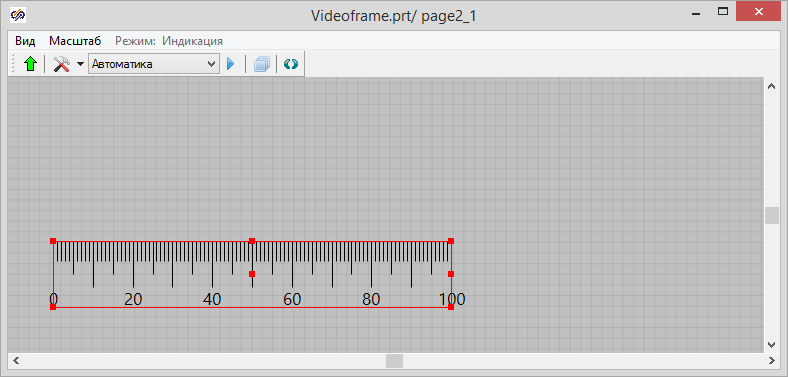 Videoframe.prt/ page2_1
Вид Масштаб Режим: Индикация
Автоматика
0 20 40 60 80 100